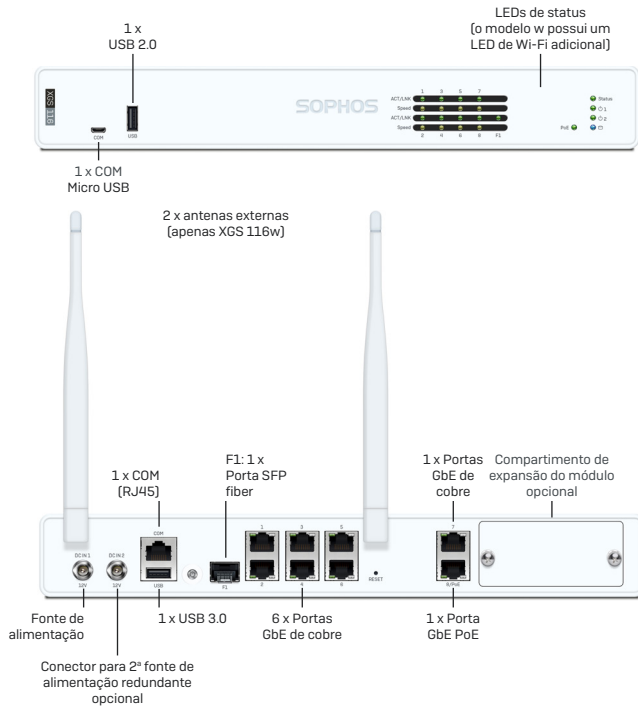 1 x
USB 2.0
LEDs de status
(o modelo w possui um
LED de Wi-Fi adicional)
XGS 116
COM
USB
SOPHOS
1 3 5 7
ACT/LNK
Speed
ACT/LNK
Speed
2 4 6 8 F1
Status
1
2
PoE
1 x COM
Micro USB
2 x antenas externas
(apenas XGS 116w)
1 x COM
(RJ45)
F1: 1 x
Porta SFP
fiber
1 x Portas
GbE de
cobre
Compartimento de
expansão do módulo
opcional
DC IN 1
DC IN 2
COM
1 3 5
7
12V
12V
USB
F1
2 4 6
RESET
8/PoE
Fonte de
alimentação
1 x USB 3.0
6 x Portas
GbE de cobre
1 x Porta
GbE PoE
Conector para 2ª fonte de
alimentação redundante
opcional